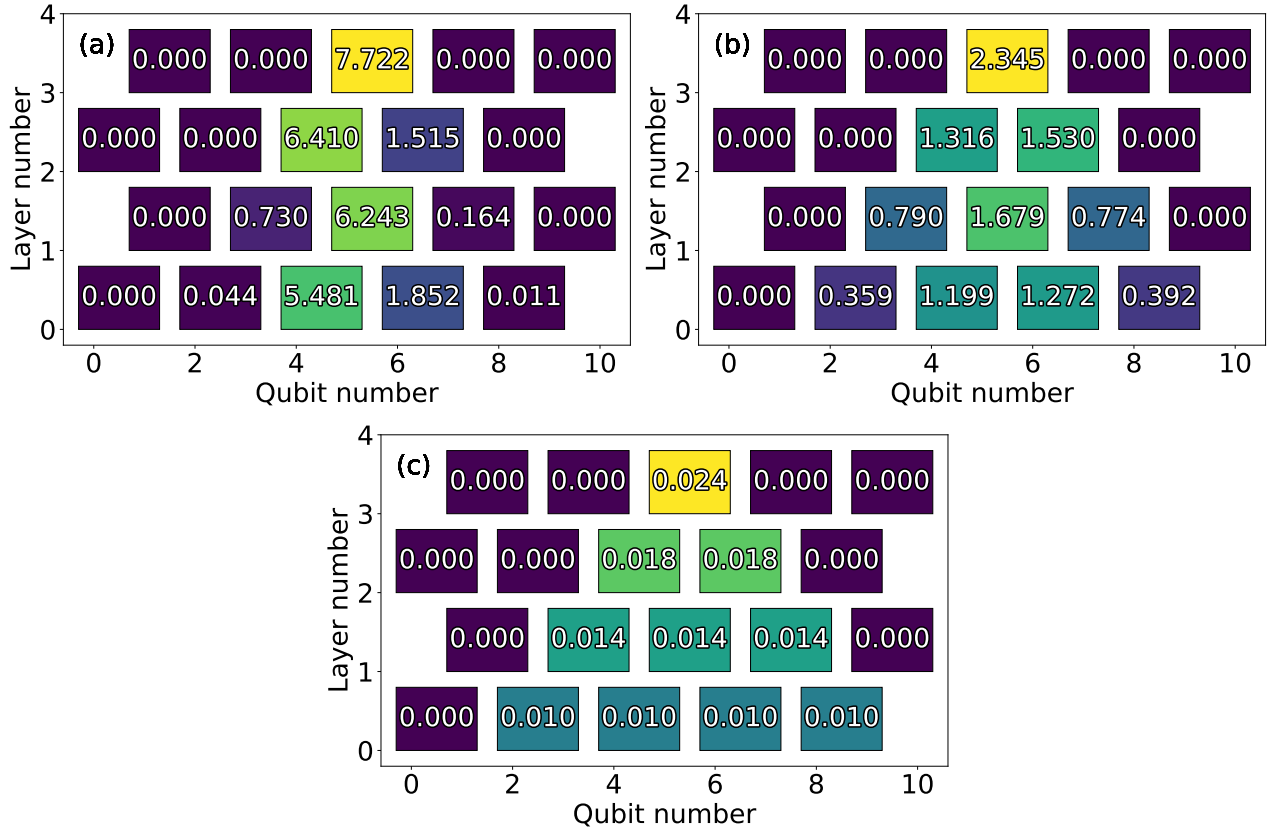 (a)
4
0.000 0.000 7.722 0.000 0.000
3
0.000 0.000 6.410 1.515 0.000
2
0.000 0.730 6.243 0.164 0.000
1
0.000 0.044 5.481 1.852 0.011
0
0 2 4 6 8 10
Qubit number
Layer number
(b)
4
0.000 0.000 2.345 0.000 0.000
3
0.000 0.000 1.316 1.530 0.000
2
0.000 0.790 1.679 0.774 0.000
1
0.000 0.359 1.199 1.272 0.392
0
0 2 4 6 8 10
Qubit number
Layer number
(c)
4
0.000 0.000 0.024 0.000 0.000
3
0.000 0.000 0.018 0.018 0.000
2
0.000 0.014 0.014 0.014 0.000
1
0.000 0.010 0.010 0.010 0.010
0
0 2 4 6 8 10
Qubit number
Layer number